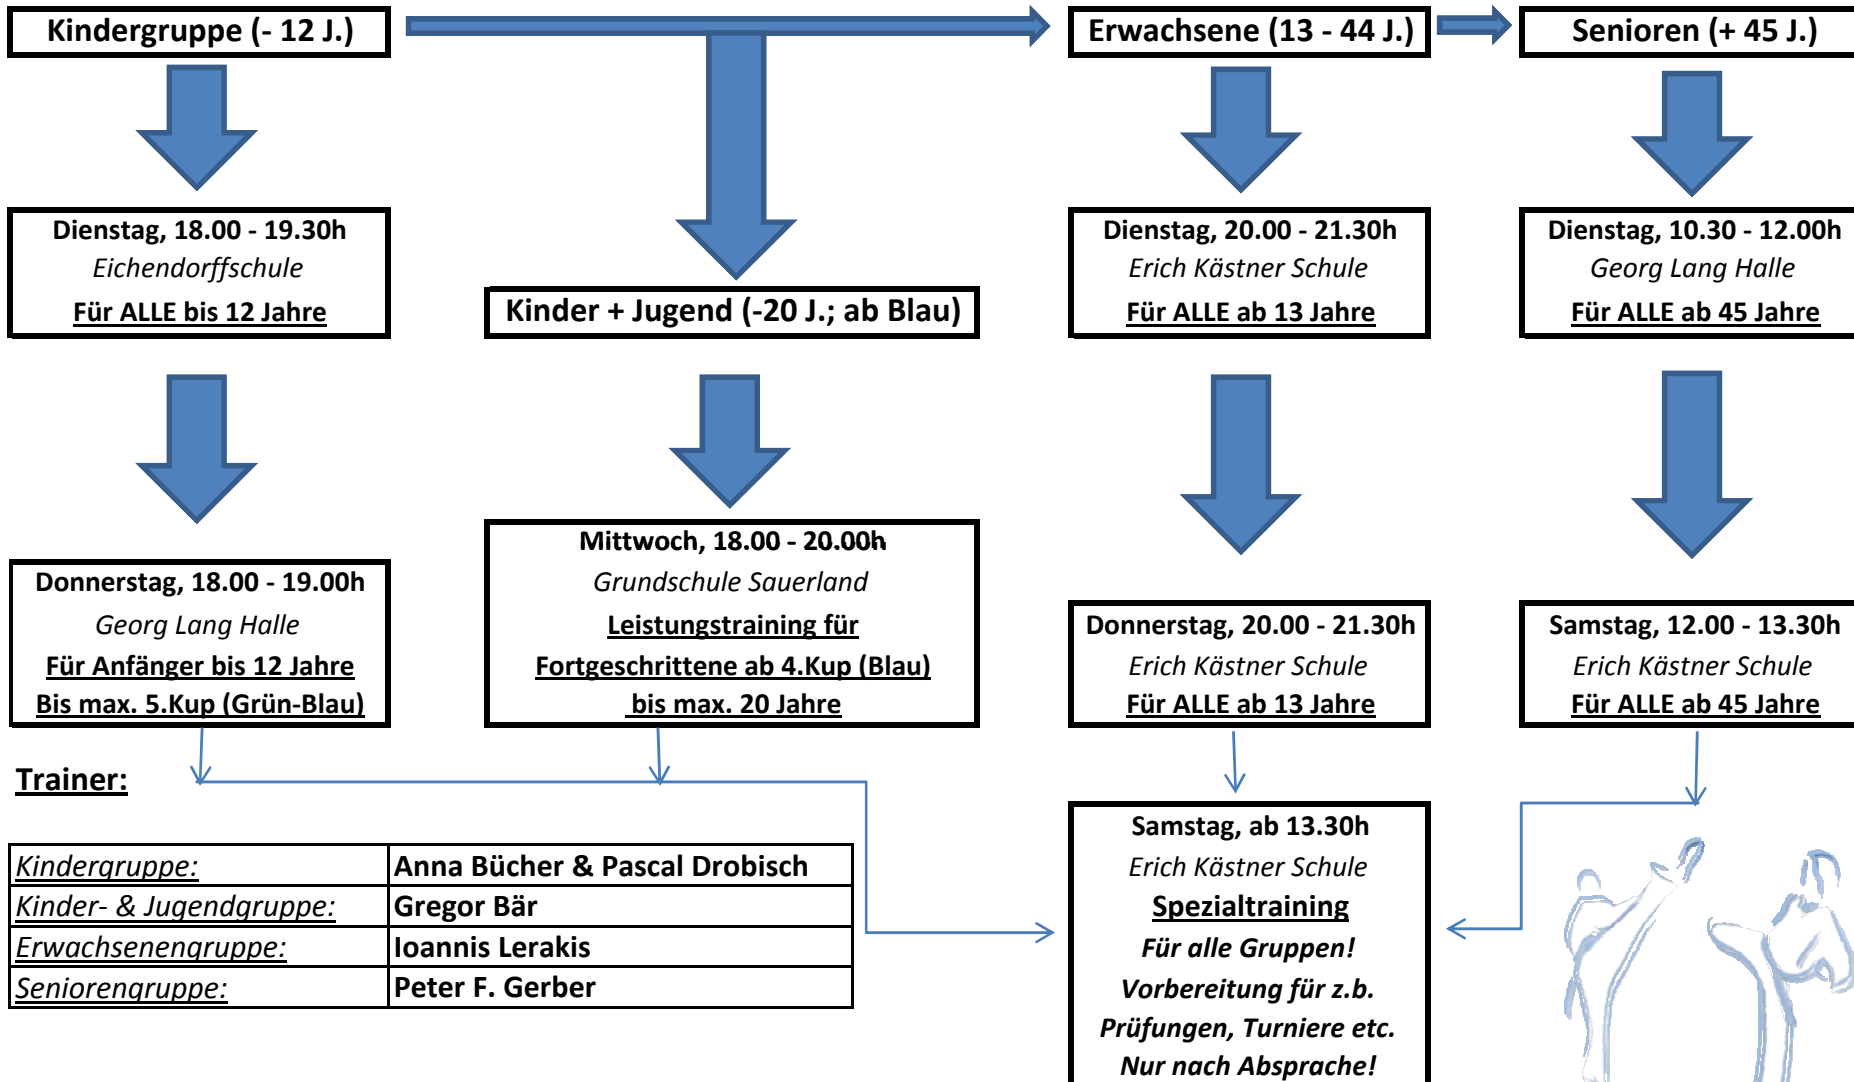 Kindergruppe (- 12 J.)
Erwachsene (13 - 44 J.)
Senioren (+ 45 J.)
Dienstag, 18.00 - 19.30h
Eichendorffschule
Für ALLE bis 12 Jahre
Kinder + Jugend (-20 J.; ab Blau)
Dienstag, 20.00 - 21.30h
Erich Kästner Schule
Für ALLE ab 13 Jahre
Dienstag, 10.30 - 12.00h
Georg Lang Halle
Für ALLE ab 45 Jahre
Donnerstag, 18.00 - 19.00h
Georg Lang Halle
Für Anfänger bis 12 Jahre
Bis max. 5.Kup (Grün-Blau)
Mittwoch, 18.00 - 20.00h
Grundschule Sauerland
Leistungstraining für
Fortgeschrittene ab 4.Kup (Blau)
bis max. 20 Jahre
Donnerstag, 20.00 - 21.30h
Erich Kästner Schule
Für ALLE ab 13 Jahre
Samstag, 12.00 - 13.30h
Erich Kästner Schule
Für ALLE ab 45 Jahre
Trainer:
Kindergruppe: Anna Bücher & Pascal Drobisch
Kinder- & Jugendgruppe: Gregor Bär
Erwachsenengruppe: Ioannis Lerakis
Seniorengruppe: Peter F. Gerber
Samstag, ab 13.30h
Erich Kästner Schule
Spezialtraining
Für alle Gruppen!
Vorbereitung für z.b.
Prüfungen, Turniere etc.
Nur nach Absprache!